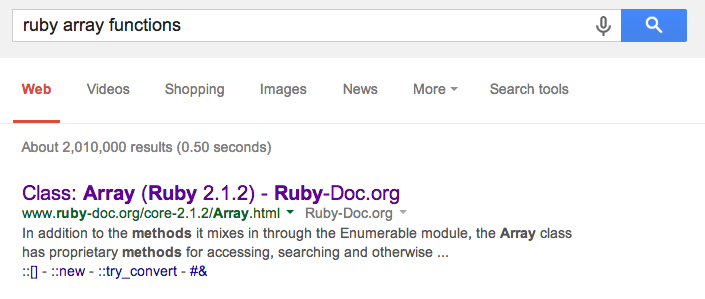 ruby array functions
Web Videos Shopping Images News More Search tools
About 2,010,000 results (0.50 seconds)
Class: Array (Ruby 2.1.2) - Ruby-Doc.org
www.ruby-doc.org/core-2.1.2/Array.html Ruby-Doc.org
In addition to the methods it mixes in through the Enumerable module, the Array class
has proprietary methods for accessing, searching and otherwise ...
::[] - ::new - ::try_convert - #&